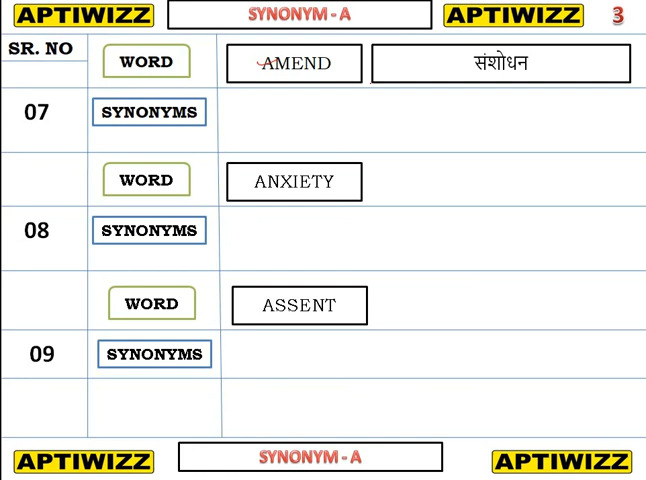 APTIWIZZ SYNONYM - A APTIWIZZ 3
SR. NO WORD AMEND संशोधन
07 SYNONYMS
WORD ANXIETY
08 SYNONYMS
WORD ASSENT
09 SYNONYMS
APTIWIZZ SYNONYM - A APTIWIZZ